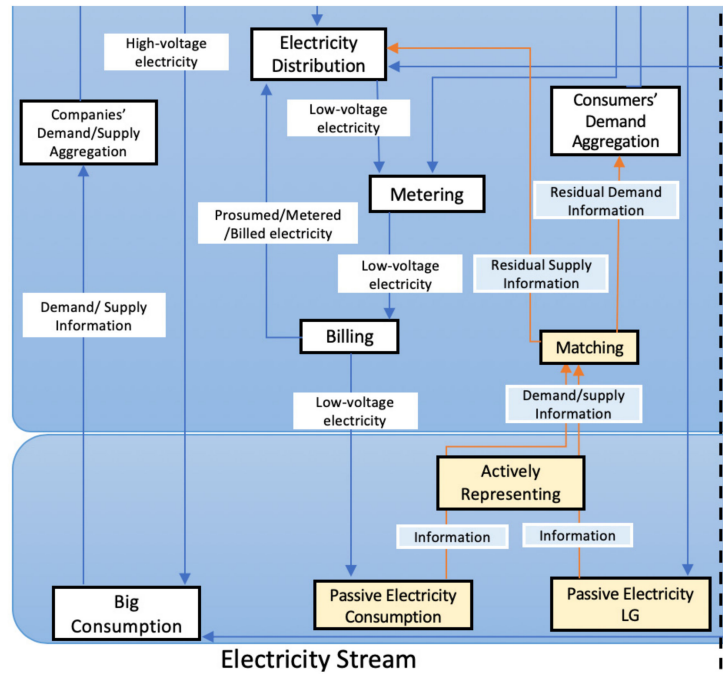 High-voltage
electricity
Electricity
Distribution
Companies’
Demand/Supply
Aggregation
Low-voltage
electricity
Consumers’
Demand
Aggregation
Metering
Residual Demand
Information
Prosumed/Metered
/Billed electricity
Low-voltage
electricity
Residual Supply
Information
Demand/ Supply
Information
Billing
Matching
Low-voltage
electricity
Demand/supply
Information
Actively
Representing
Information
Information
Big
Consumption
Passive Electricity
Consumption
Passive Electricity
LG
Electricity Stream